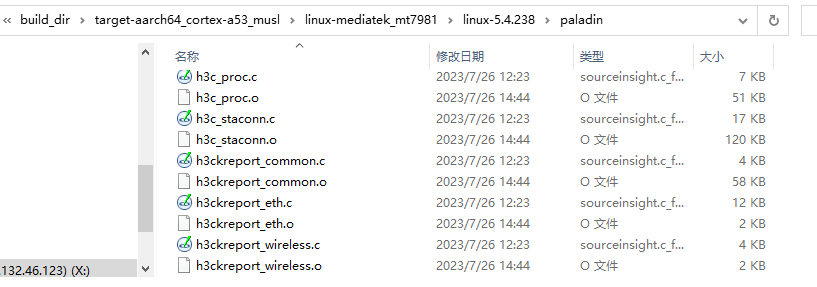 « build_dir › target-aarch64_cortex-a53_musl › linux-mediatek_mt7981 › linux-5.4.238 › paladin
名称 修改日期 类型 大小
h3c_proc.c 2023/7/26 12:23 sourceinsight.c_f... 7 KB
h3c_proc.o 2023/7/26 14:44 O 文件 51 KB
h3c_staconn.c 2023/7/26 12:23 sourceinsight.c_f... 17 KB
h3c_staconn.o 2023/7/26 14:44 O 文件 120 KB
h3ckreport_common.c 2023/7/26 12:23 sourceinsight.c_f... 4 KB
h3ckreport_common.o 2023/7/26 14:44 O 文件 58 KB
h3ckreport_eth.c 2023/7/26 12:23 sourceinsight.c_f... 12 KB
h3ckreport_eth.o 2023/7/26 14:44 O 文件 2 KB
h3ckreport_wireless.c 2023/7/26 12:23 sourceinsight.c_f... 4 KB
h3ckreport_wireless.o 2023/7/26 14:44 O 文件 2 KB
.132.46.123) (X:)